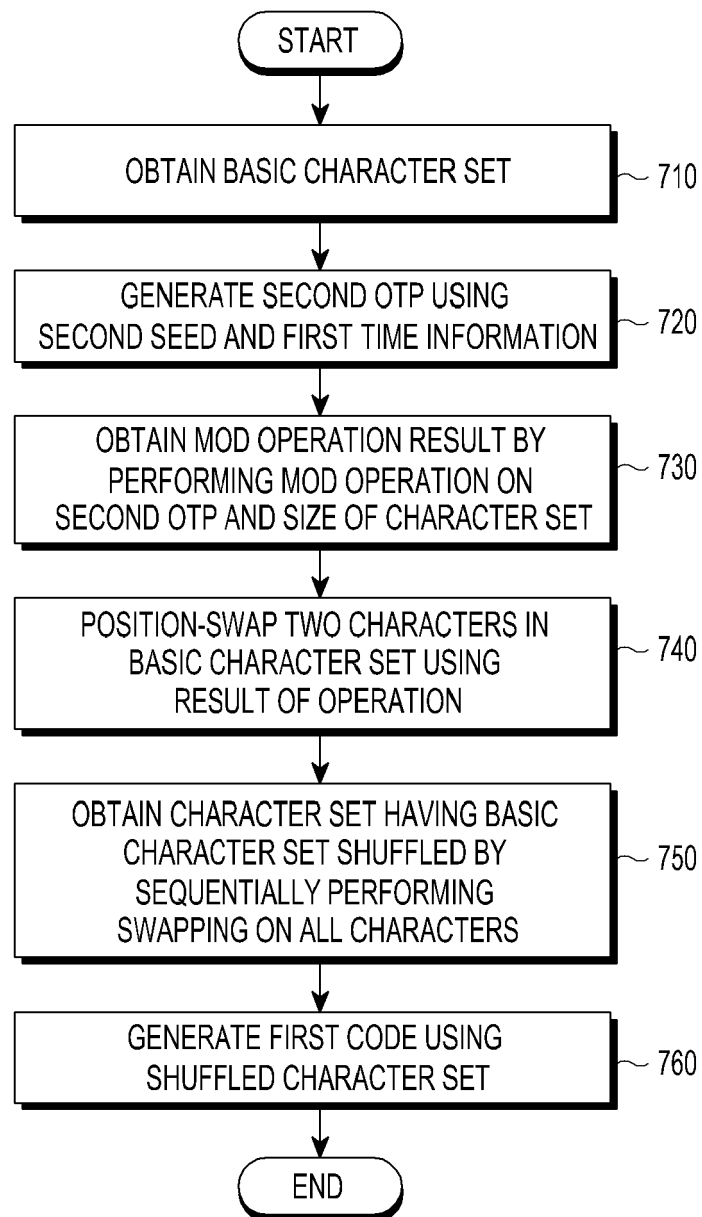 START
OBTAIN BASIC CHARACTER SET
710
GENERATE SECOND OTP USING
SECOND SEED AND FIRST TIME INFORMATION
720
OBTAIN MOD OPERATION RESULT BY
PERFORMING MOD OPERATION ON
SECOND OTP AND SIZE OF CHARACTER SET
730
POSITION-SWAP TWO CHARACTERS IN
BASIC CHARACTER SET USING
RESULT OF OPERATION
740
OBTAIN CHARACTER SET HAVING BASIC
CHARACTER SET SHUFFLED BY
SEQUENTIALLY PERFORMING
SWAPPING ON ALL CHARACTERS
750
GENERATE FIRST CODE USING
SHUFFLED CHARACTER SET
760
END